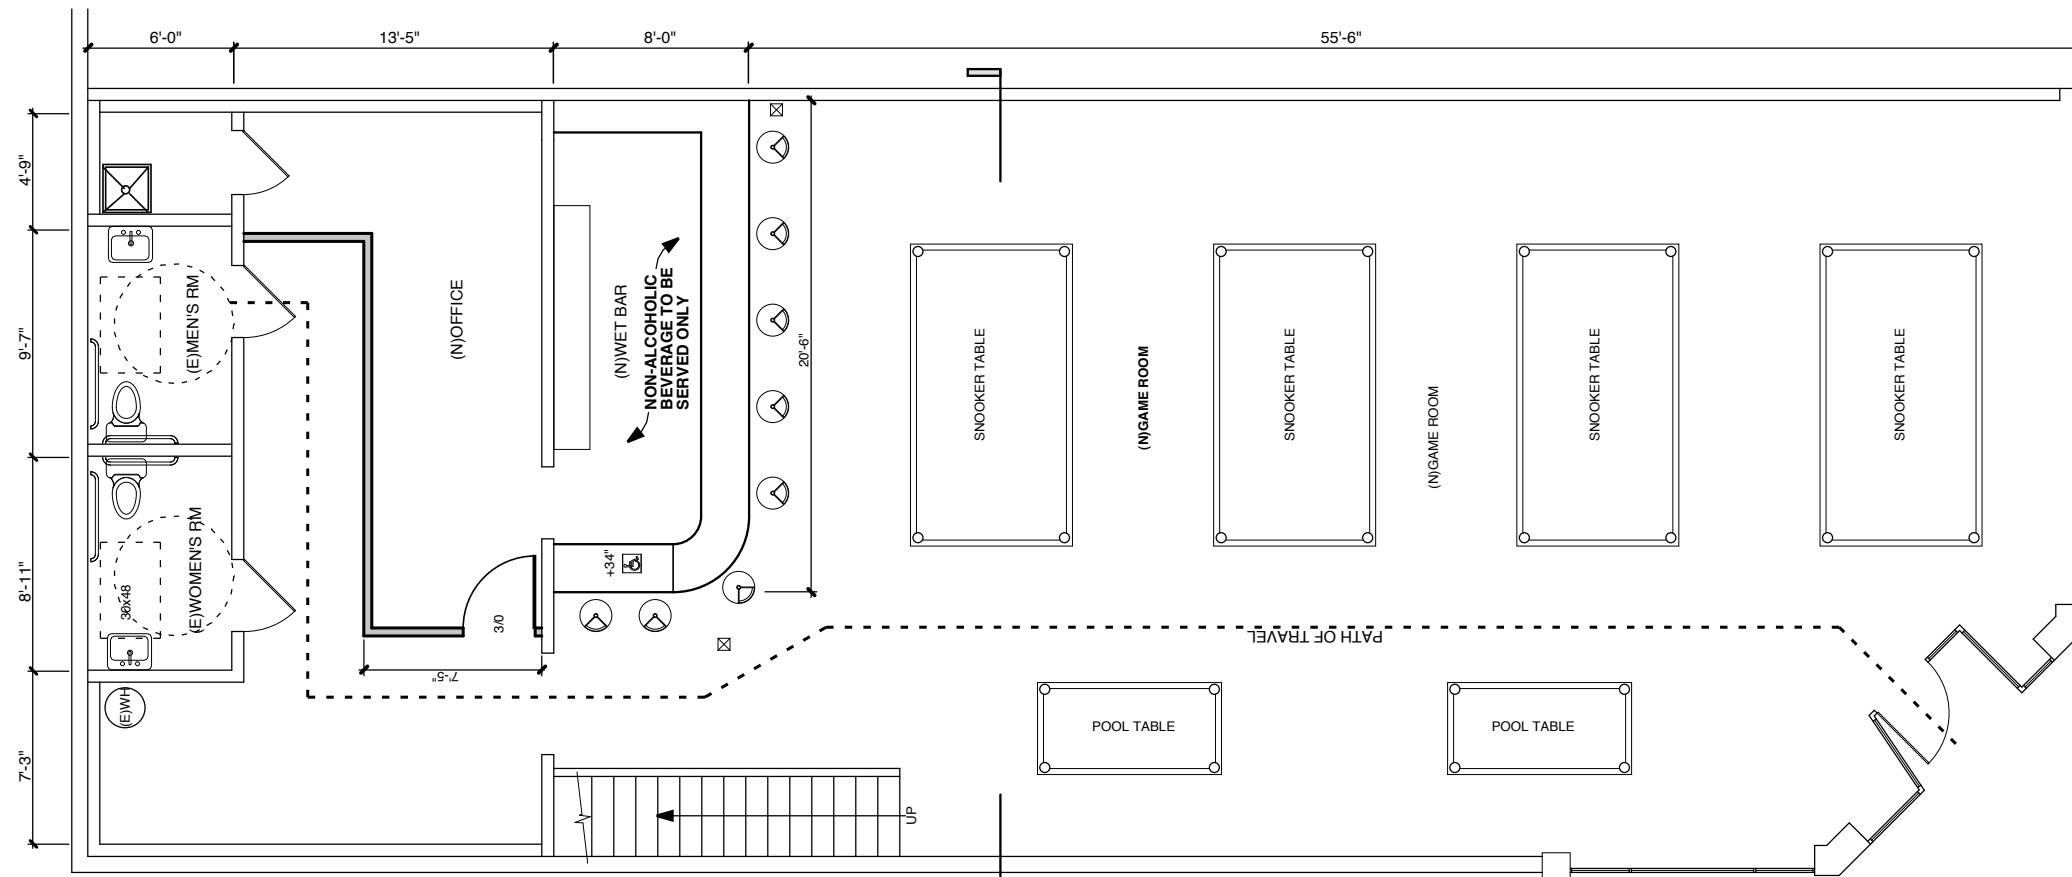 6'-0"
13'-5"
8'-0"
55'-6"
4'-9"
9'-7"
8'-11"
7'-3"
(E)MEN'S RM
(E)WOMEN'S RM
30x48
(E)WH
(N)OFFICE
3/0
7'-5"
(N)WET BAR
NON-ALCOHOLIC
BEVERAGE TO BE
SERVED ONLY
+34"
20'-6"
SNOOKER TABLE
(N)GAME ROOM
SNOOKER TABLE
(N)GAME ROOM
SNOOKER TABLE
SNOOKER TABLE
PATH OF TRAVEL
POOL TABLE
POOL TABLE
UP